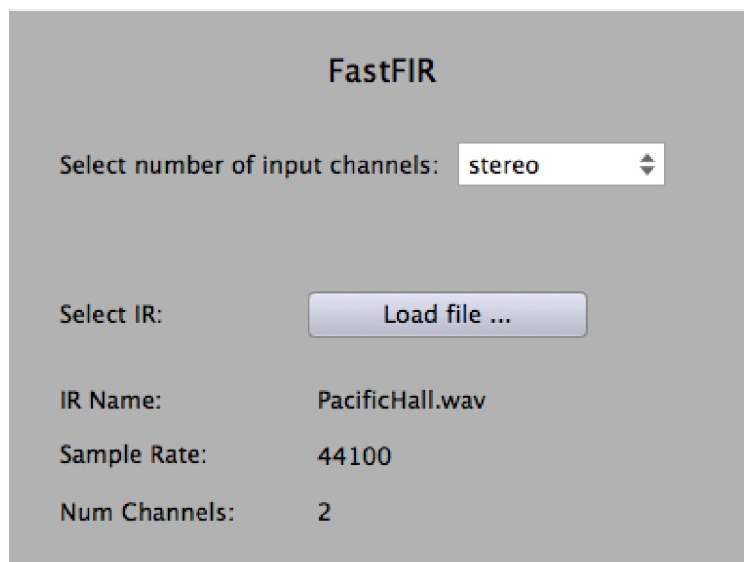 FastFIR
Select number of input channels: stereo
Select IR: Load file ...
IR Name: PacificHall.wav
Sample Rate: 44100
Num Channels: 2